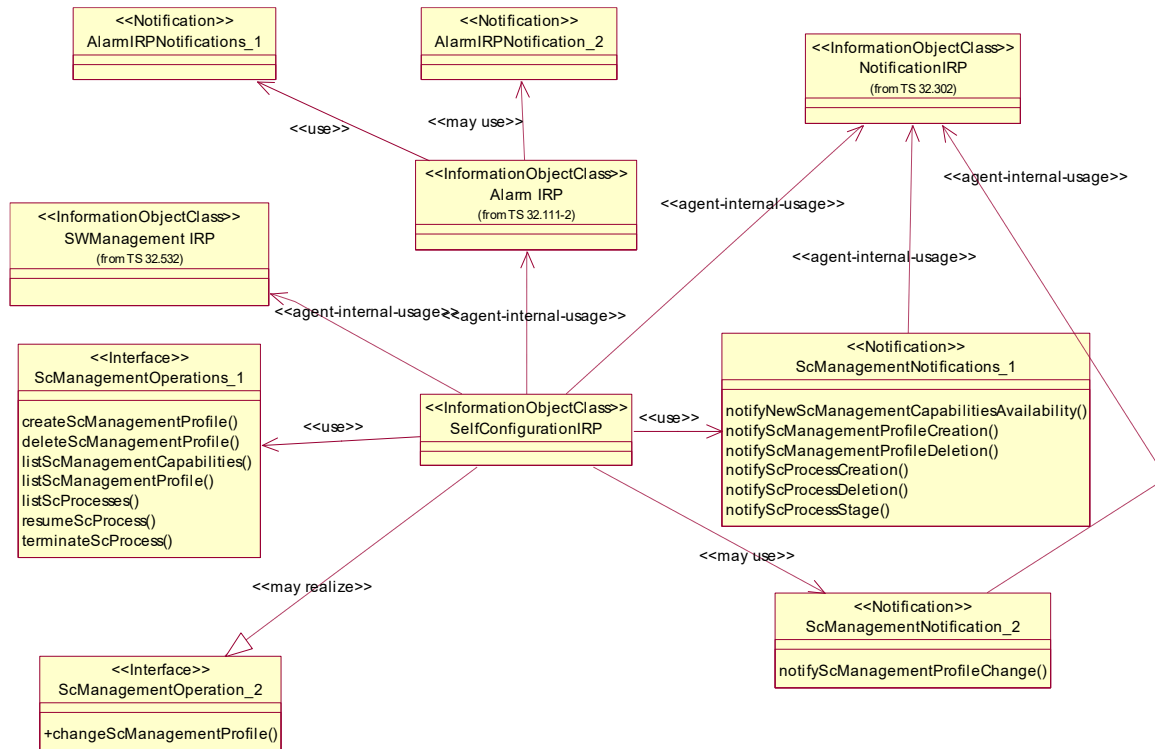 <<Notification>>
AlarmIRPNotifications_1
<<Notification>>
AlarmIRPNotification_2
<<InformationObjectClass>>
NotificationIRP
(from TS 32.302)
<<use>>
<<may use>>
<<InformationObjectClass>>
Alarm IRP
(from TS 32.111-2)
<<agent-internal-usage>>
<<InformationObjectClass>>
SWManagement IRP
(from TS 32.532)
<<agent-internal-usage>>
<<agent-internal-usage>>
<<agent-internal-usage>>
<<agent-internal-usage>>
<<Interface>>
ScManagementOperations_1
createScManagementProfile()
deleteScManagementProfile()
listScManagementCapabilities()
listScManagementProfile()
listScProcesses()
resumeScProcess()
terminateScProcess()
<<use>>
<<InformationObjectClass>>
SelfConfigurationIRP
<<use>>
<<Notification>>
ScManagementNotifications_1
notifyNewScManagementCapabilitiesAvailability()
notifyScManagementProfileCreation()
notifyScManagementProfileDeletion()
notifyScProcessCreation()
notifyScProcessDeletion()
notifyScProcessStage()
<<may use>>
<<may realize>>
<<Notification>>
ScManagementNotification_2
notifyScManagementProfileChange()
<<Interface>>
ScManagementOperation_2
+changeScManagementProfile()